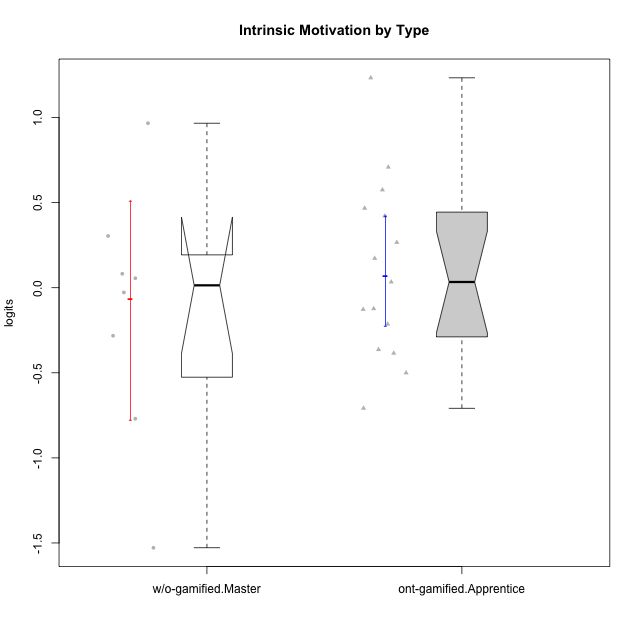 Intrinsic Motivation by Type
logits
1.0
0.5
0.0
-0.5
-1.0
-1.5
w/o-gamified.Master
ont-gamified.Apprentice